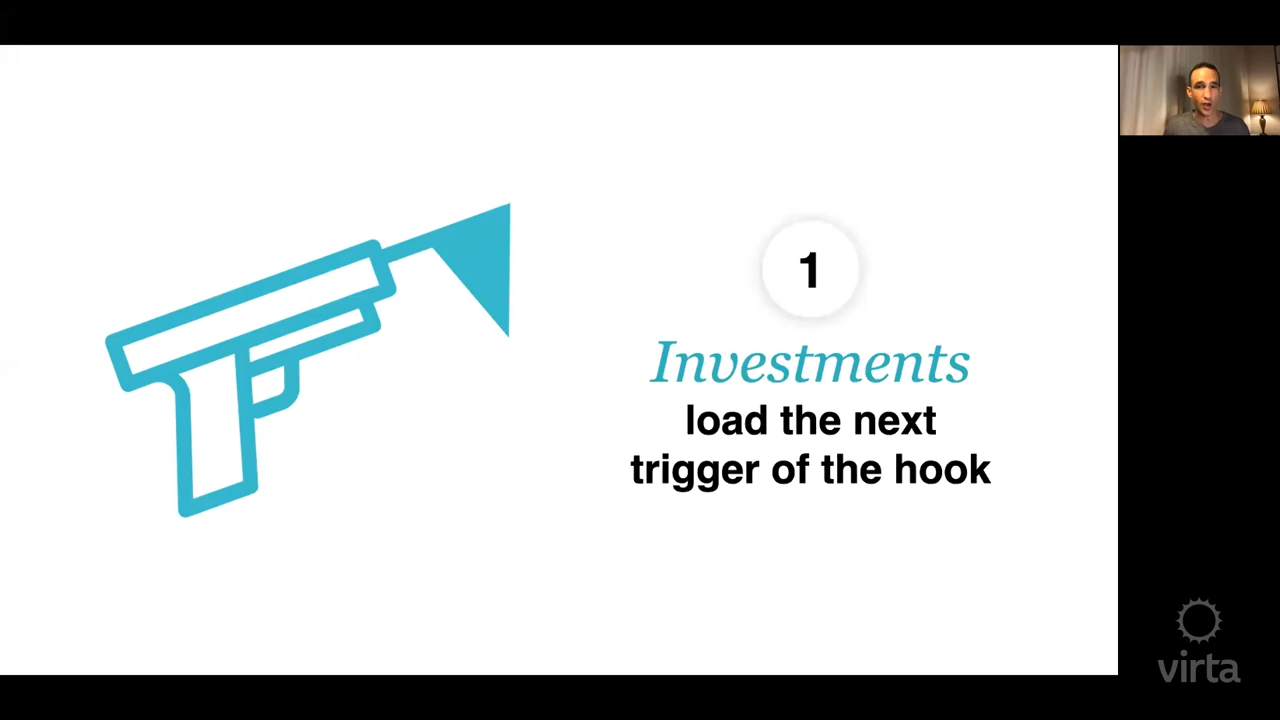 1
Investments
load the next
trigger of the hook
virta